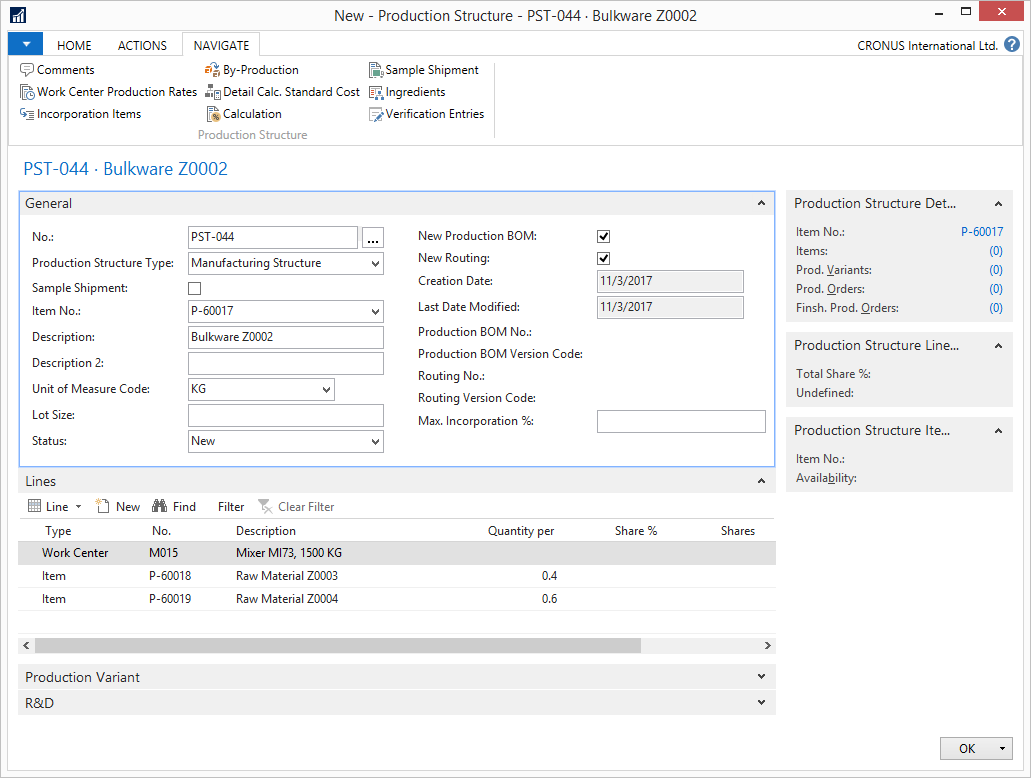 New - Production Structure - PST-044 · Bulkware Z0002
HOME ACTIONS NAVIGATE CRONUS International Ltd. ?
Comments By-Production Sample Shipment
Work Center Production Rates Detail Calc. Standard Cost Ingredients
Incorporation Items Calculation Verification Entries
Production Structure
PST-044 · Bulkware Z0002
General
No.: PST-044 ...
Production Structure Type: Manufacturing Structure
Sample Shipment:
Item No.: P-60017
Description: Bulkware Z0002
Description 2:
Unit of Measure Code: KG
Lot Size:
Status: New
New Production BOM:
New Routing:
Creation Date: 11/3/2017
Last Date Modified: 11/3/2017
Production BOM No.:
Production BOM Version Code:
Routing No.:
Routing Version Code:
Max. Incorporation %:
Lines
Line New Find Filter Clear Filter
Type No. Description Quantity per Share % Shares
Work Center M015 Mixer MI73, 1500 KG
Item P-60018 Raw Material Z0003 0.4
Item P-60019 Raw Material Z0004 0.6
Production Variant
R&D
Production Structure Det...
Item No.: P-60017
Items: (0)
Prod. Variants: (0)
Prod. Orders: (0)
Finsh. Prod. Orders: (0)
Production Structure Line...
Total Share %:
Undefined:
Production Structure Ite...
Item No.:
Availability:
OK